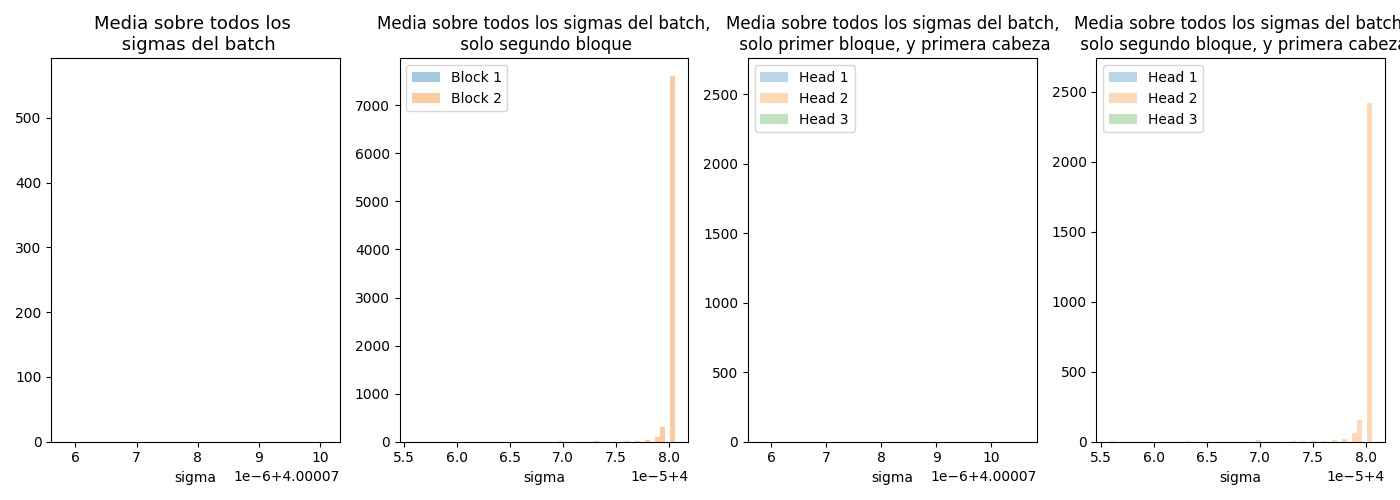 Media sobre todos los
sigmas del batch
500
400
300
200
100
0
6 7 8 9 10
sigma
1e−6+4.00007
Media sobre todos los sigmas del batch,
solo segundo bloque
Block 1
Block 2
7000
6000
5000
4000
3000
2000
1000
0
5.5 6.0 6.5 7.0 7.5 8.0
sigma
1e−5+4
Media sobre todos los sigmas del batch,
solo primer bloque, y primera cabeza
Head 1
Head 2
Head 3
2500
2000
1500
1000
500
0
6 7 8 9 10
sigma
1e−6+4.00007
Media sobre todos los sigmas del batch
solo segundo bloque, y primera cabeza
Head 1
Head 2
Head 3
2500
2000
1500
1000
500
0
5.5 6.0 6.5 7.0 7.5 8.0
sigma
1e−5+4